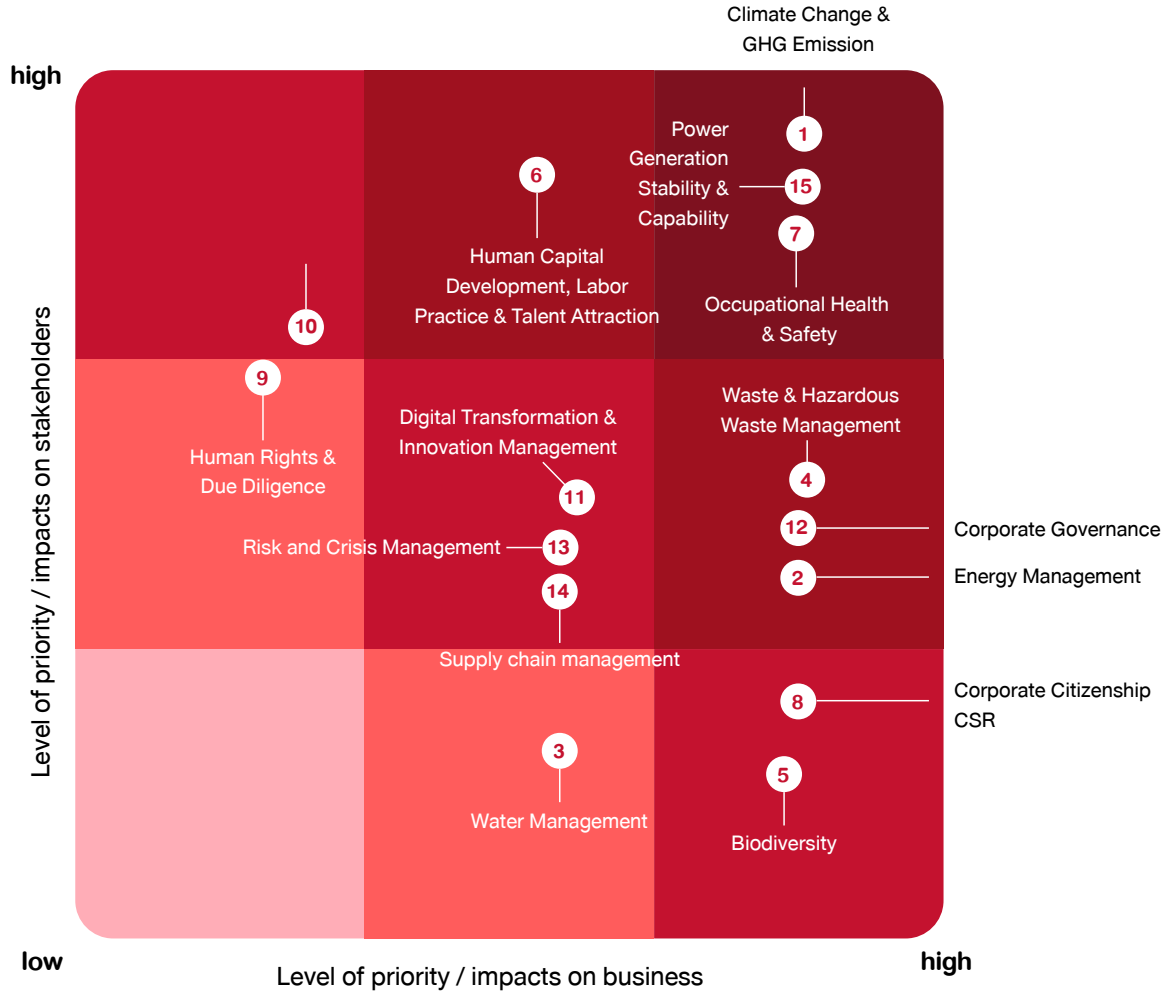 Climate Change &
GHG Emission
high
1
Power
Generation
Stability &
Capability
15
6
7
Human Capital
Development, Labor
Practice & Talent Attraction
Occupational Health
& Safety
10
9
Human Rights &
Due Diligence
Digital Transformation &
Innovation Management
11
Waste & Hazardous
Waste Management
4
12
Corporate Governance
Risk and Crisis Management
13
2
Energy Management
14
Supply chain management
8
Corporate Citizenship
CSR
3
Water Management
5
Biodiversity
Level of priority / impacts on stakeholders
low
Level of priority / impacts on business
high